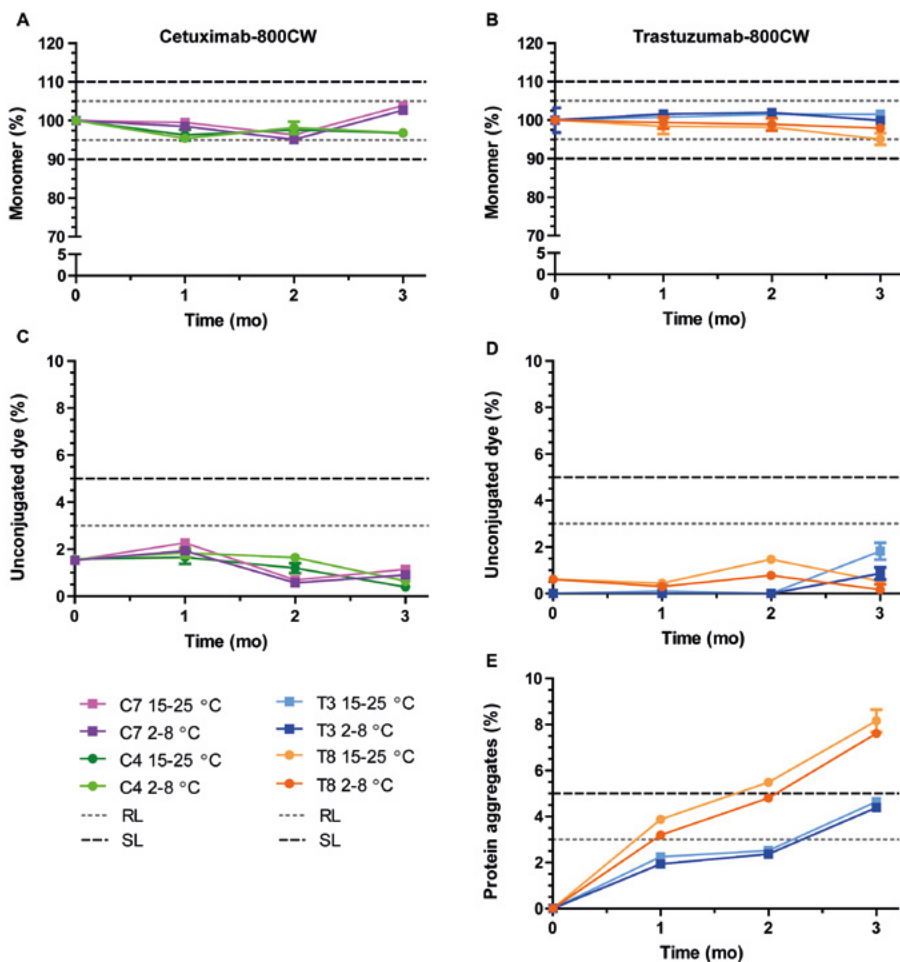 A
Cetuximab-800CW
Monomer (%)
120
110
100
90
80
70
5
0
0 1 2 3
Time (mo)
B
Trastuzumab-800CW
Monomer (%)
120
110
100
90
80
70
5
0
0 1 2 3
Time (mo)
C
Unconjugated dye (%)
10
8
6
4
2
0
0 1 2 3
Time (mo)
D
Unconjugated dye (%)
10
8
6
4
2
0
0 1 2 3
Time (mo)
C7 15-25 °C
C7 2-8 °C
C4 15-25 °C
C4 2-8 °C
RL
SL
T3 15-25 °C
T3 2-8 °C
T8 15-25 °C
T8 2-8 °C
RL
SL
E
Protein aggregates (%)
10
8
6
4
2
0
0 1 2 3
Time (mo)